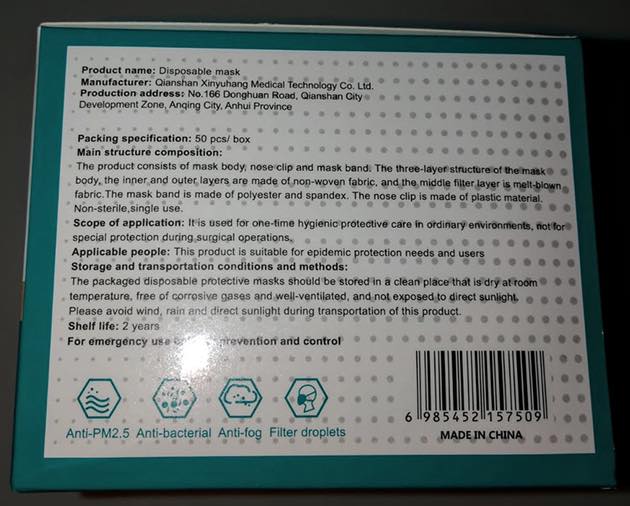 Product name: Disposable mask
Manufacturer: Qianshan Xinyuhang Medical Technology Co. Ltd.
Production address: No.166 Donghuan Road, Qianshan City
Development Zone, Anqing City, Anhui Province
Packing specification: 50 pcs/ box
Main structure composition:
The product consists of mask body, nose clip and mask band. The three-layer structure of the mask
body, the inner and outer layers are made of non-woven fabric, and the middle filter layer is melt-blown
fabric.The mask band is made of polyester and spandex. The nose clip is made of plastic material.
Non-sterile,single use.
Scope of application: It is used for one-time hygienic protective care in ordinary environments, not for
special protection during surgical operations.
Applicable people: This product is suitable for epidemic protection needs and users
Storage and transportation conditions and methods:
The packaged disposable protective masks should be stored in a clean place that is dry at room
temperature, free of corrosive gases and well-ventilated, and not exposed to direct sunlight.
Please avoid wind, rain and direct sunlight during transportation of this product.
Shelf life: 2 years
For emergency use prevention and control
Anti-PM2.5 Anti-bacterial Anti-fog Filter droplets
6 985452 157509
MADE IN CHINA